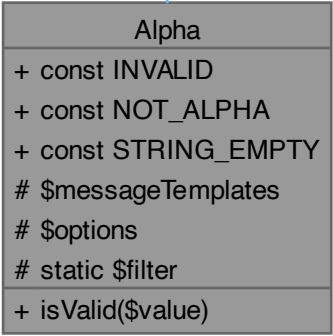 Alpha
+ const INVALID
+ const NOT_ALPHA
+ const STRING_EMPTY
# $messageTemplates
# $options
# static $filter
+ isValid($value)